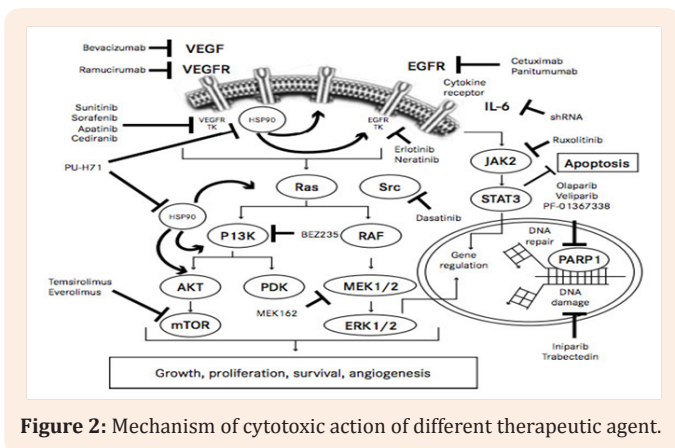 Bevacizumab
VEGF
Ramucirumab
VEGFR
EGFR
Cetuximab
Panitumumab
Cytokine
receptor
IL-6
shRNA
Sunitinib
Sorafenib
Apatinib
Cediranib
VEGFR
TK
HSP90
EGFR
TK
Erlotinib
Neratinib
Ruxolitinib
JAK2
Apoptosis
PU-H71
Ras
Src
STAT3
Olaparib
Veliparib
PF-01367338
Dasatinib
HSP90
P13K
BEZ235
RAF
DNA
repair
Gene
regulation
PARP1
Temsirolimus
Everolimus
AKT
PDK
MEK1/2
DNA
damage
MEK162
mTOR
ERK1/2
Iniparib
Trabectedin
Growth, proliferation, survival, angiogenesis
Figure 2: Mechanism of cytotoxic action of different therapeutic agent.